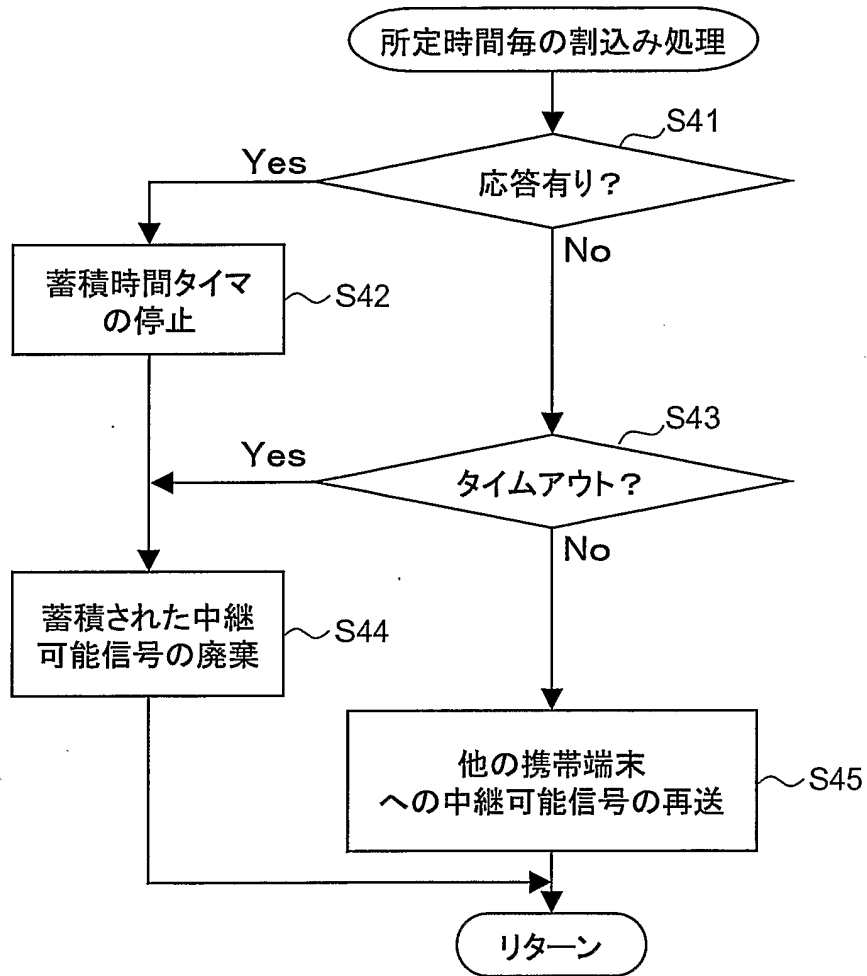 所定時間毎の割込み処理
S41
Yes
応答有り?
No
蓄積時間タイマ
の停止
S42
S43
Yes
タイムアウト?
No
蓄積された中継
可能信号の廃棄
S44
他の携帯端末
への中継可能信号の再送
S45
リターン